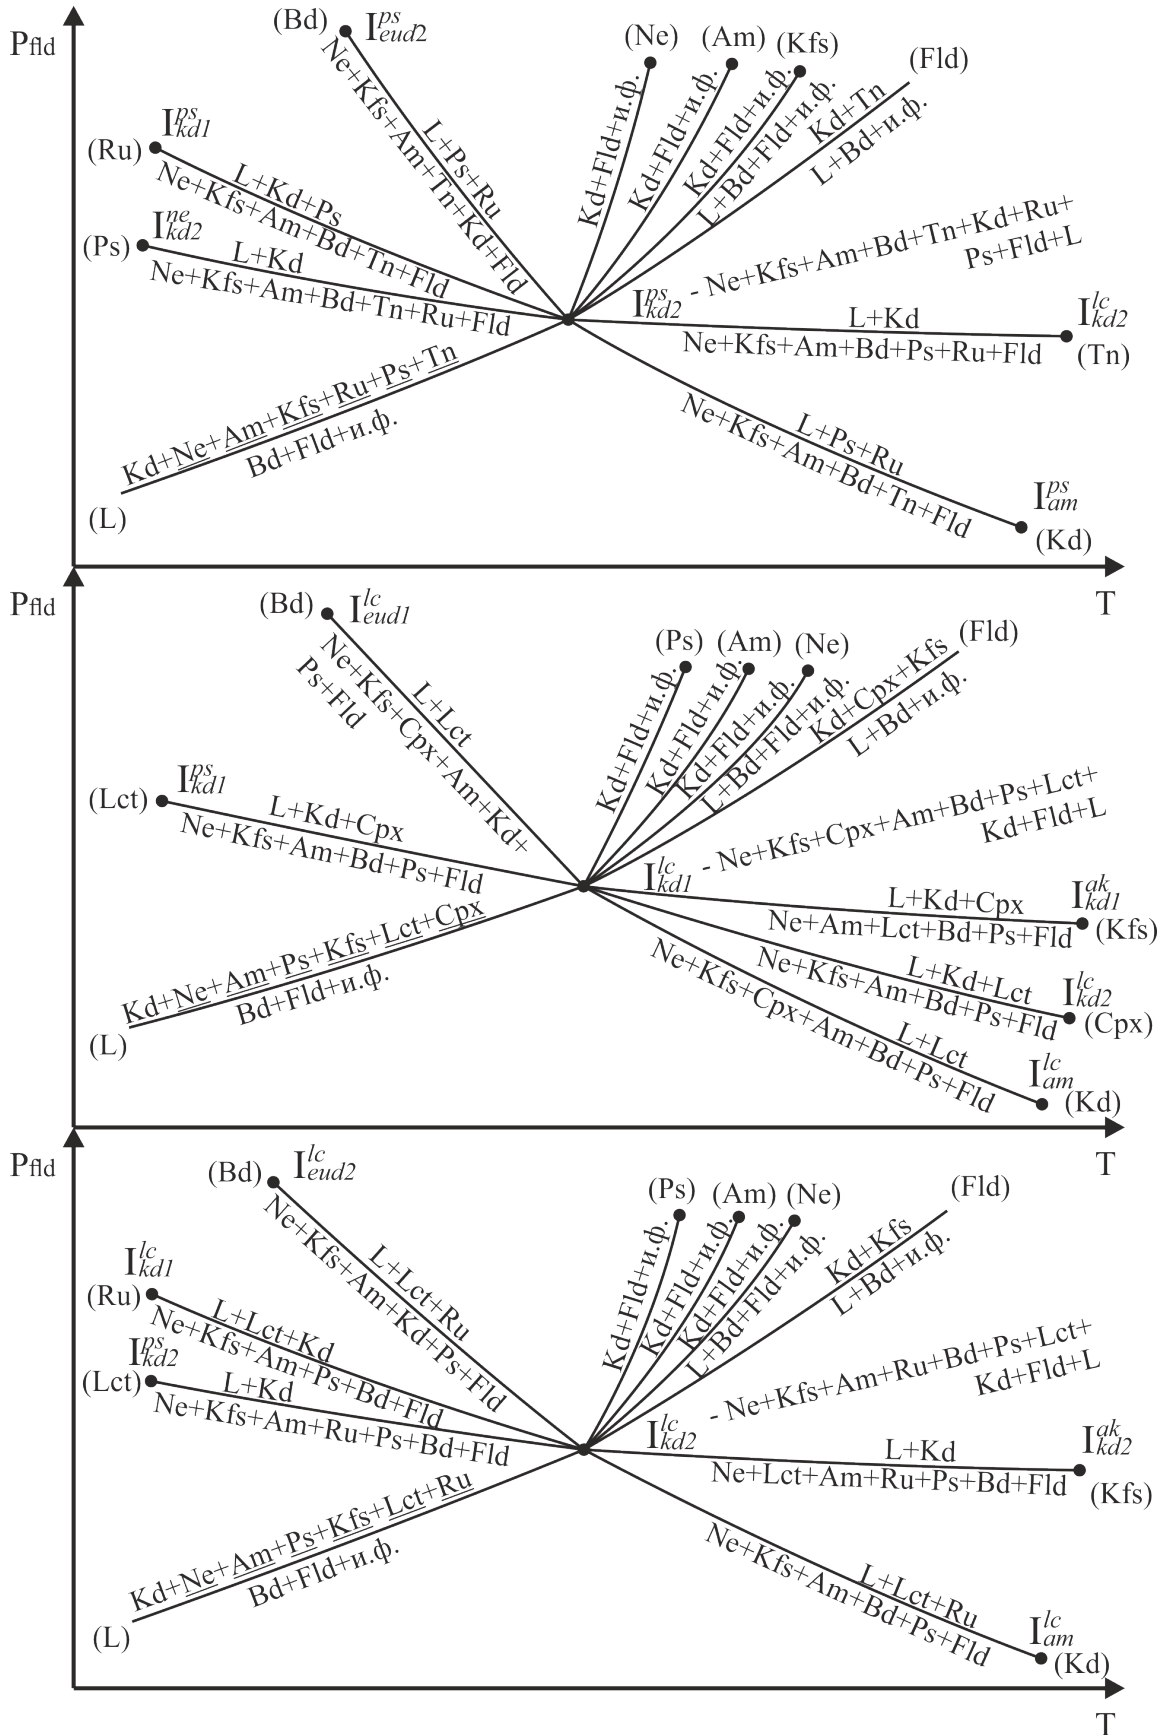 P_fld
(Bd) I^ps_eud2
Ne+Kfs+Am+Tn+Kd+Fld
L+Ps+Ru
(Ne)
(Am)
(Kfs)
(Fld)
Kd+Fld+и.ф.
Kd+Fld+и.ф.
Kd+Fld+и.ф.
L+Bd+Fld+и.ф.
Kd+Tn
L+Bd+и.ф.
I^ps_kd1
(Ru)
L+Kd+Ps
Ne+Kfs+Am+Bd+Tn+Fld
I^ne_kd2
(Ps)
L+Kd
Ne+Kfs+Am+Bd+Tn+Ru+Fld
I^ps_kd2 - Ne+Kfs+Am+Bd+Tn+Kd+Ru+
Ps+Fld+L
L+Kd
Ne+Kfs+Am+Bd+Ps+Ru+Fld
I^lc_kd2
(Tn)
Kd+Ne+Am+Kfs+Ru+Ps+Tn
Bd+Fld+и.ф.
(L)
L+Ps+Ru
Ne+Kfs+Am+Bd+Tn+Fld
I^ps_am
(Kd)
T
P_fld
(Bd) I^lc_eud1
L+Lct
Ne+Kfs+Cpx+Am+Kd+
Ps+Fld
(Ps)
(Am)
(Ne)
(Fld)
Kd+Fld+и.ф.
Kd+Fld+и.ф.
Kd+Fld+и.ф.
L+Bd+Fld+и.ф.
Kd+Cpx+Kfs
L+Bd+и.ф.
I^ps_kd1
(Lct)
L+Kd+Cpx
Ne+Kfs+Am+Bd+Ps+Fld
I^lc_kd1 - Ne+Kfs+Cpx+Am+Bd+Ps+Lct+
Kd+Fld+L
L+Kd+Cpx
Ne+Am+Lct+Bd+Ps+Fld
I^ak_kd1
(Kfs)
L+Kd+Lct
Ne+Kfs+Am+Bd+Ps+Fld
I^lc_kd2
(Cpx)
Kd+Ne+Am+Ps+Kfs+Lct+Cpx
Bd+Fld+и.ф.
(L)
L+Lct
Ne+Kfs+Cpx+Am+Bd+Ps+Fld
I^lc_am
(Kd)
T
P_fld
(Bd) I^lc_eud2
L+Lct+Ru
Ne+Kfs+Am+Kd+Ps+Fld
(Ps)
(Am)
(Ne)
(Fld)
Kd+Fld+и.ф.
Kd+Fld+и.ф.
Kd+Fld+и.ф.
L+Bd+Fld+и.ф.
Kd+Kfs
L+Bd+и.ф.
I^lc_kd1
(Ru)
L+Lct+Kd
Ne+Kfs+Am+Ps+Bd+Fld
I^ps_kd2
(Lct)
L+Kd
Ne+Kfs+Am+Ru+Ps+Bd+Fld
I^lc_kd2 - Ne+Kfs+Am+Ru+Bd+Ps+Lct+
Kd+Fld+L
L+Kd
Ne+Lct+Am+Ru+Ps+Bd+Fld
I^ak_kd2
(Kfs)
Kd+Ne+Am+Ps+Kfs+Lct+Ru
Bd+Fld+и.ф.
(L)
L+Lct+Ru
Ne+Kfs+Am+Bd+Ps+Fld
I^lc_am
(Kd)
T